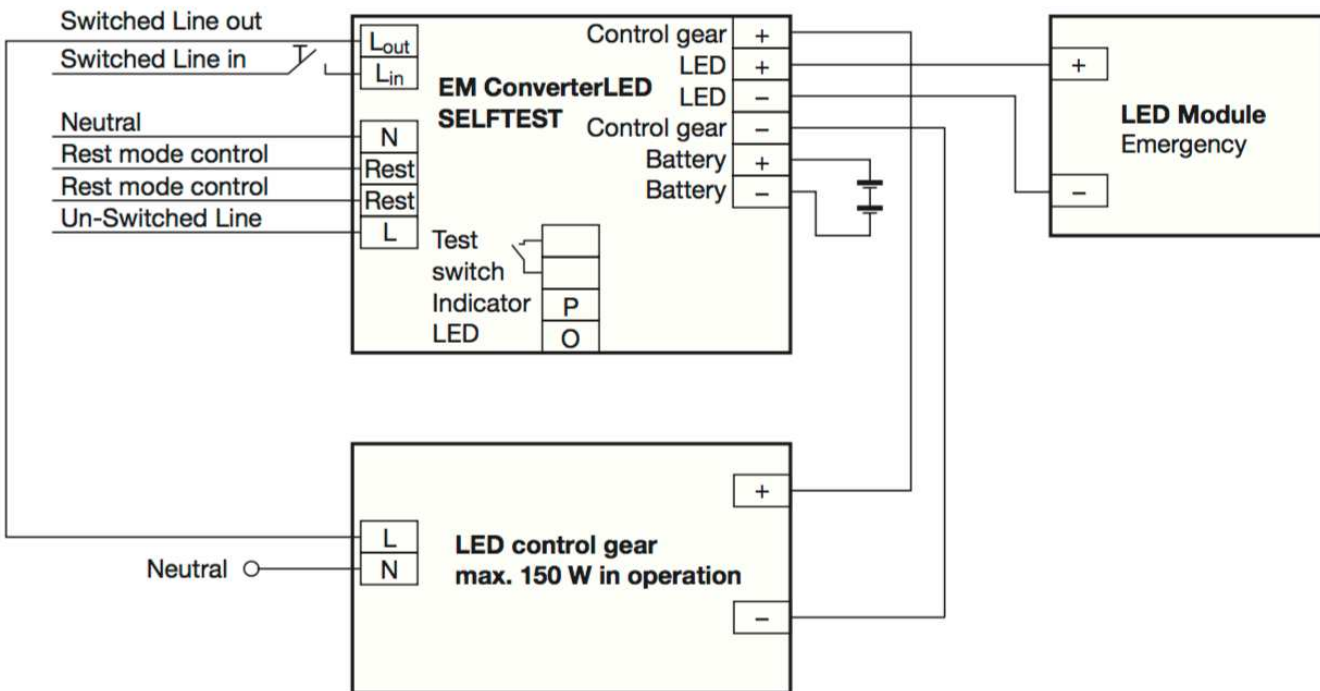 Switched Line out
Switched Line in
Neutral
Rest mode control
Rest mode control
Un-Switched Line
Lout
Lin
N
Rest
Rest
L
EM ConverterLED
SELFTEST
Test
switch
Indicator P
LED O
Control gear +
LED +
LED −
Control gear −
Battery +
Battery −
+
−
LED Module
Emergency
L
N
Neutral
LED control gear
max. 150 W in operation
+
−